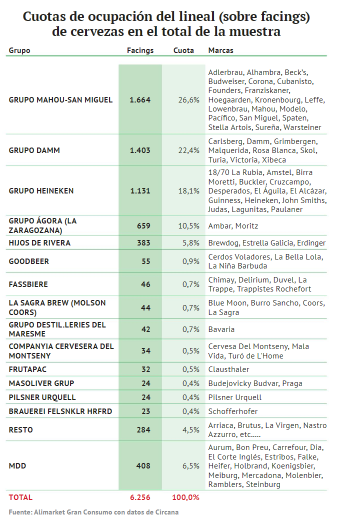 Cuotas de ocupación del lineal (sobre facings)
de cervezas en el total de la muestra
Grupo Facings Cuota Marcas
GRUPO MAHOU-SAN MIGUEL 1.664 26,6% Adlerbrau, Alhambra, Beck's,
Budweiser, Corona, Cubanisto,
Founders, Franziskaner,
Hoegaarden, Kronenbourg, Leffe,
Lowenbrau, Mahou, Modelo,
Pacífico, San Miguel, Spaten,
Stella Artois, Sureña, Warsteiner
GRUPO DAMM 1.403 22,4% Carlsberg, Damm, Grimbergen,
Malquerida, Rosa Blanca, Skol,
Turia, Victoria, Xibeca
GRUPO HEINEKEN 1.131 18,1% 18/70 La Rubia, Amstel, Birra
Moretti, Buckler, Cruzcampo,
Desperados, El Águila, El Alcázar,
Guinness, Heineken, John Smiths,
Judas, Lagunitas, Paulaner
GRUPO ÁGORA (LA
ZARAGOZANA) 659 10,5% Ambar, Moritz
HIJOS DE RIVERA 383 5,8% Brewdog, Estrella Galicia, Erdinger
GOODBEER 55 0,9% Cerdos Voladores, La Bella Lola,
La Niña Barbuda
FASSBIERE 46 0,7% Chimay, Delirium, Duvel, La
Trappe, Trappistes Rochefort
LA SAGRA BREW (MOLSON
COORS) 44 0,7% Blue Moon, Burro Sancho, Coors,
La Sagra
GRUPO DESTIL.LERIES DEL
MARESME 42 0,7% Bavaria
COMPANYIA CERVESERA DEL
MONTSENY 34 0,5% Cervesa Del Montseny, Mala
Vida, Turó de L'Home
FRUTAPAC 32 0,5% Clausthaler
MASOLIVER GRUP 24 0,4% Budejovicky Budvar, Praga
PILSNER URQUELL 24 0,4% Pilsner Urquell
BRAUEREI FELSNKLR HRFRD 23 0,4% Schofferhofer
RESTO 284 4,5% Arriaca, Brutus, La Virgen, Nastro
Azzurro, etc.....
MDD 408 6,5% Aurum, Bon Preu, Carrefour, Dia,
El Corte Inglés, Estribos, Falke,
Heifer, Holbrand, Koenigsbier,
Meiburg, Mercadona, Molenbier,
Ramblers, Steinburg
TOTAL 6.256 100,0%
Fuente: Alimarket Gran Consumo con datos de Circana